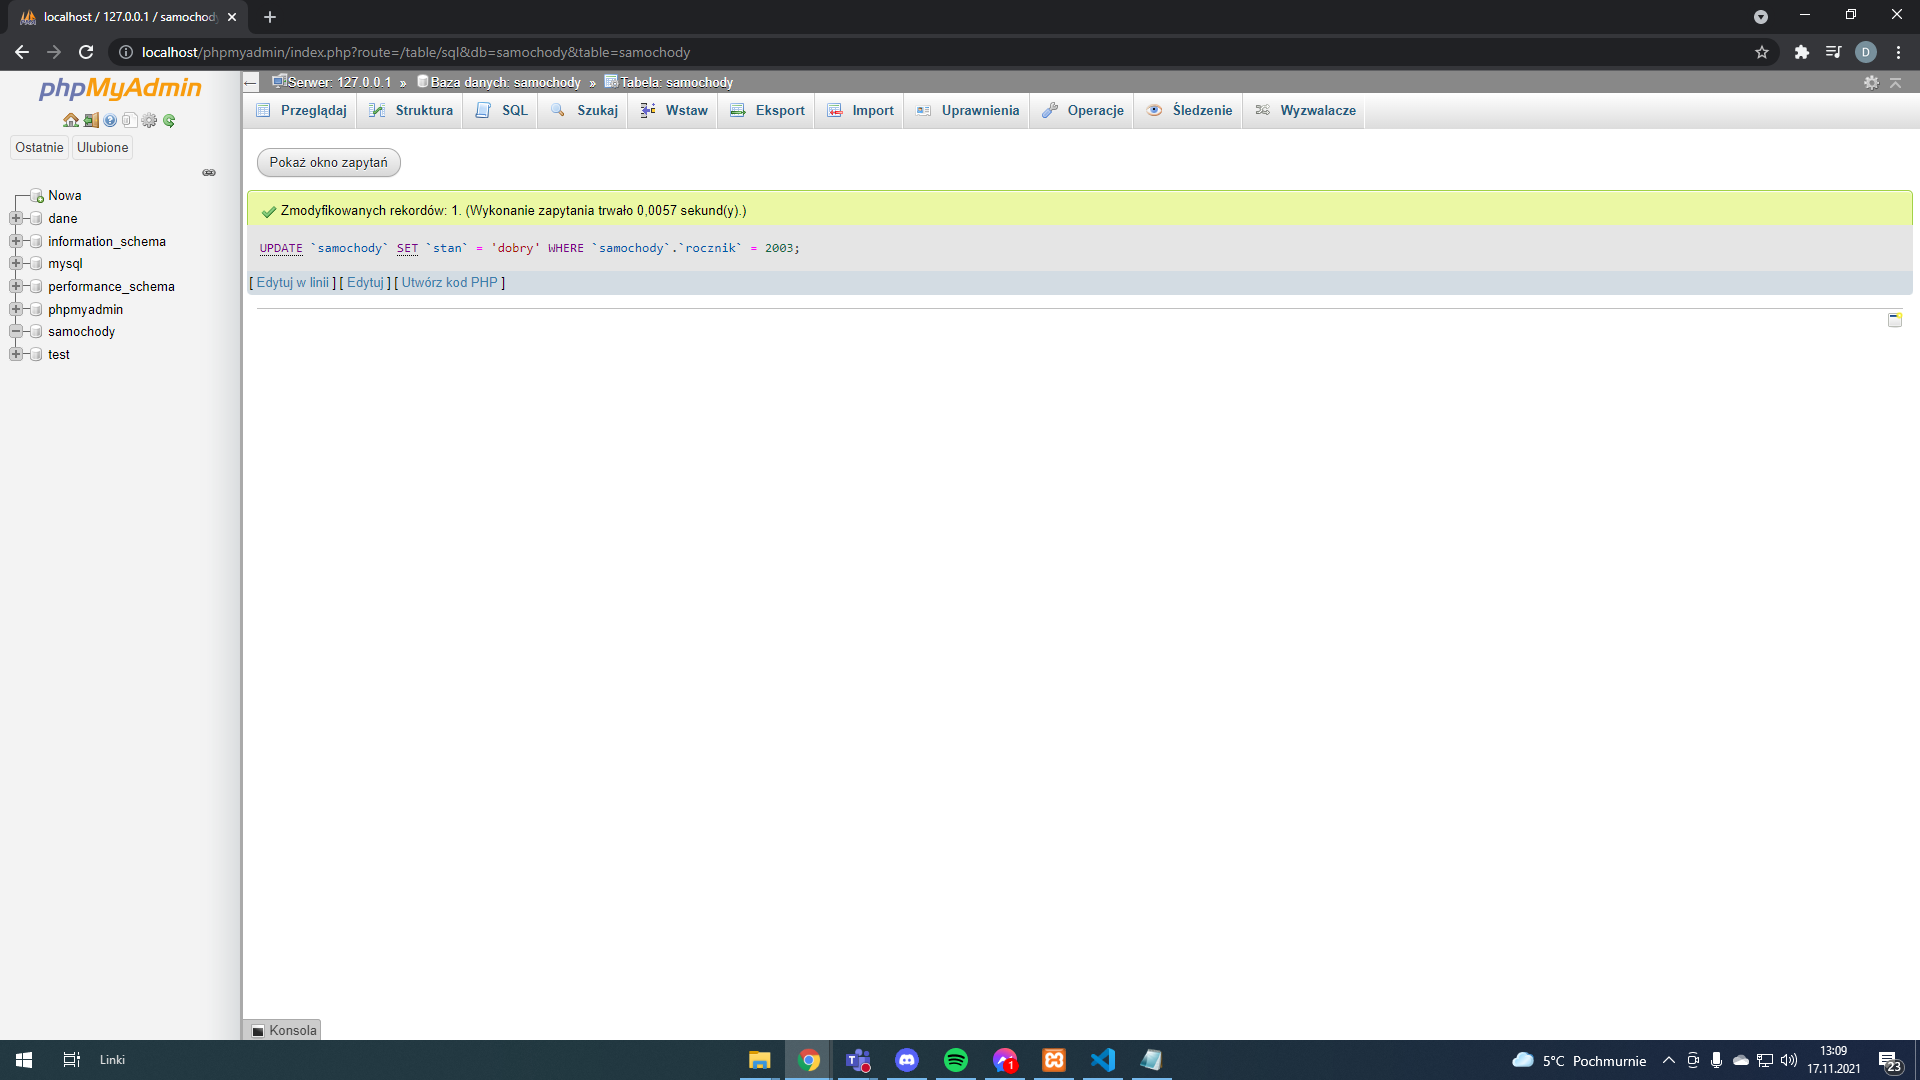 localhost / 127.0.0.1 / samochody
localhost/phpmyadmin/index.php?route=/table/sql&db=samochody&table=samochody
D
phpMyAdmin
Ostatnie
Ulubione
Nowa
dane
information_schema
mysql
performance_schema
phpmyadmin
samochody
test
Serwer: 127.0.0.1 » Baza danych: samochody » Tabela: samochody
Przeglądaj
Struktura
SQL
Szukaj
Wstaw
Eksport
Import
Uprawnienia
Operacje
Śledzenie
Wyzwalacze
Pokaż okno zapytań
Zmodyfikowanych rekordów: 1. (Wykonanie zapytania trwało 0,0057 sekund(y).)
UPDATE `samochody` SET `stan` = 'dobry' WHERE `samochody`.`rocznik` = 2003;
[ Edytuj w linii ] [ Edytuj ] [ Utwórz kod PHP ]
Konsola
Linki
1
5°C Pochmurnie
13:09
17.11.2021
23